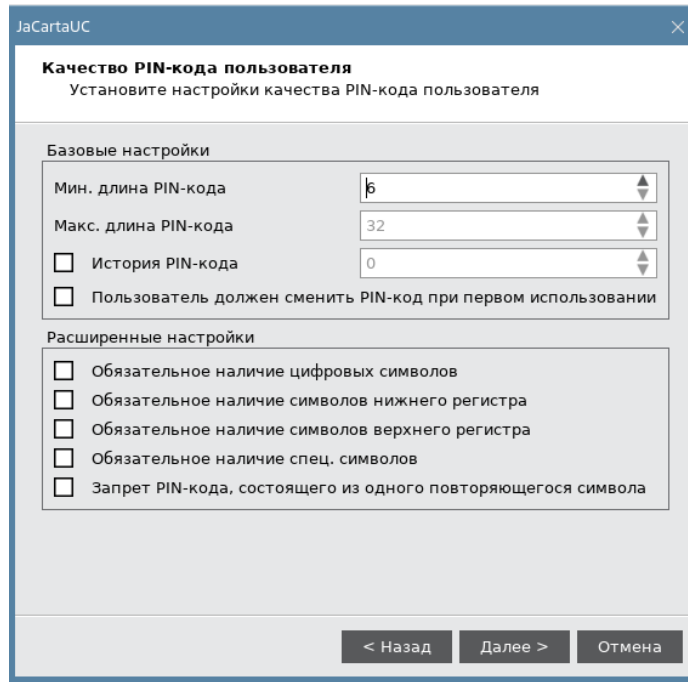 JaCartaUC
Качество PIN-кода пользователя
Установите настройки качества PIN-кода пользователя
Базовые настройки
Мин. длина PIN-кода 6
Макс. длина PIN-кода 32
История PIN-кода 0
Пользователь должен сменить PIN-код при первом использовании
Расширенные настройки
Обязательное наличие цифровых символов
Обязательное наличие символов нижнего регистра
Обязательное наличие символов верхнего регистра
Обязательное наличие спец. символов
Запрет PIN-кода, состоящего из одного повторяющегося символа
< Назад Далее > Отмена